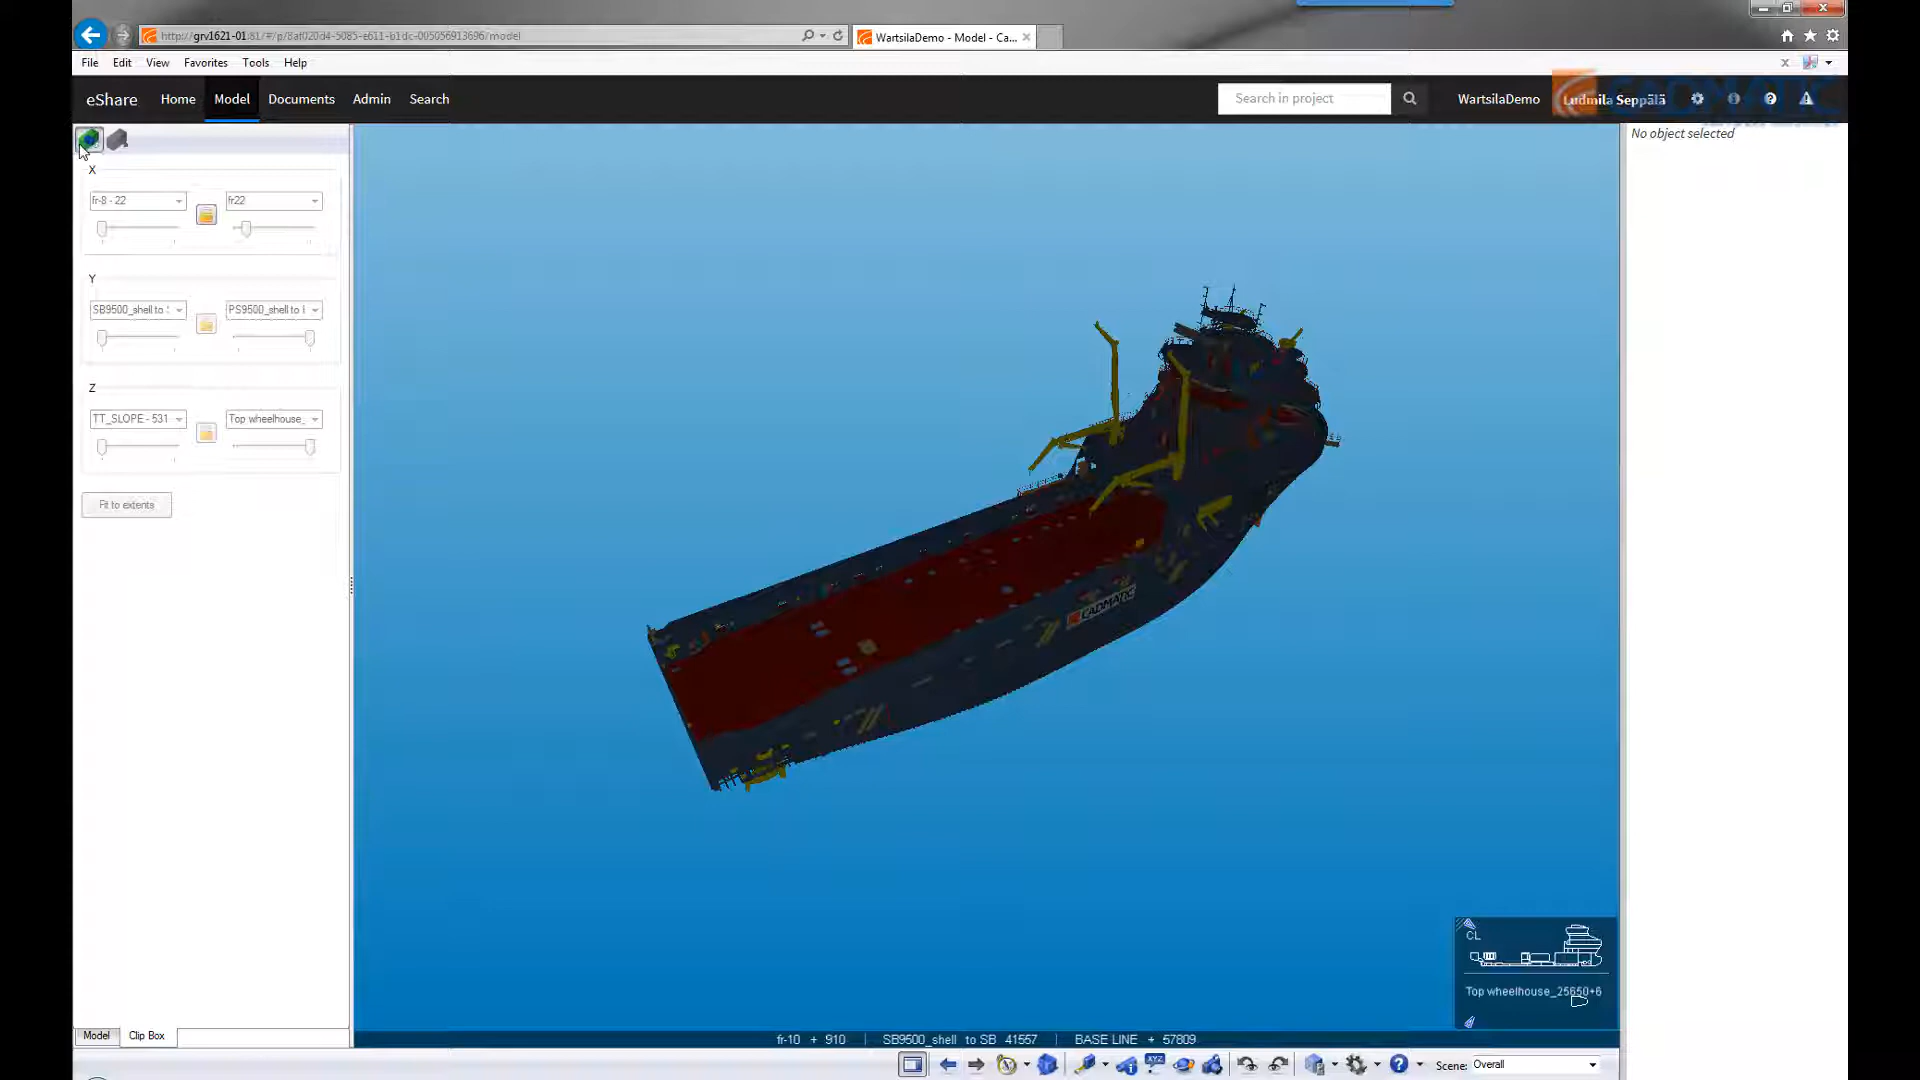 http://grv1621-01:81/#/p/8af020d4-5085-e611-b1dc-005056913696/model
WartsilaDemo - Model - Ca...
File Edit View Favorites Tools Help
eShare Home Model Documents Admin Search
Search in project
WartsilaDemo
Ludmila Seppälä
No object selected
X
fr-8 - 22
fr22
Y
SB9500_shell to
PS9500_shell to
Z
TT_SLOPE - 531
Top wheelhouse_
Fit to extents
CADMATIC
CL
Top wheelhouse_25650+6
Model
Clip Box
fr-10 + 910 | SB9500_shell to SB 41557 | BASE LINE + 57809
XYZ
Scene: Overall